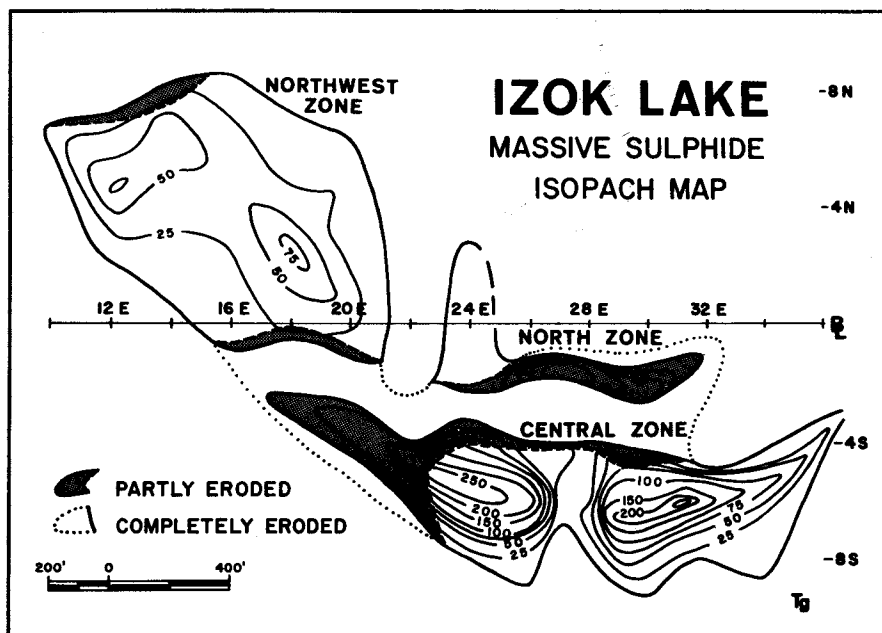 IZOK LAKE
MASSIVE SULPHIDE
ISOPACH MAP
NORTHWEST
ZONE
-8N
-4N
50
25
75
50
12 E
16 E
20 E
24 E
28 E
32 E
NORTH ZONE
CENTRAL ZONE
-4S
250
200
150
100
50
25
100
150
200
75
50
25
-8S
PARTLY ERODED
COMPLETELY ERODED
200'
0
400'
Tg